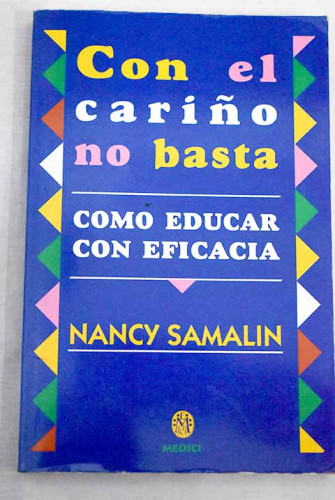 Con el
cariño
no basta
COMO EDUCAR
CON EFICACIA
NANCY SAMALIN
MEDICI